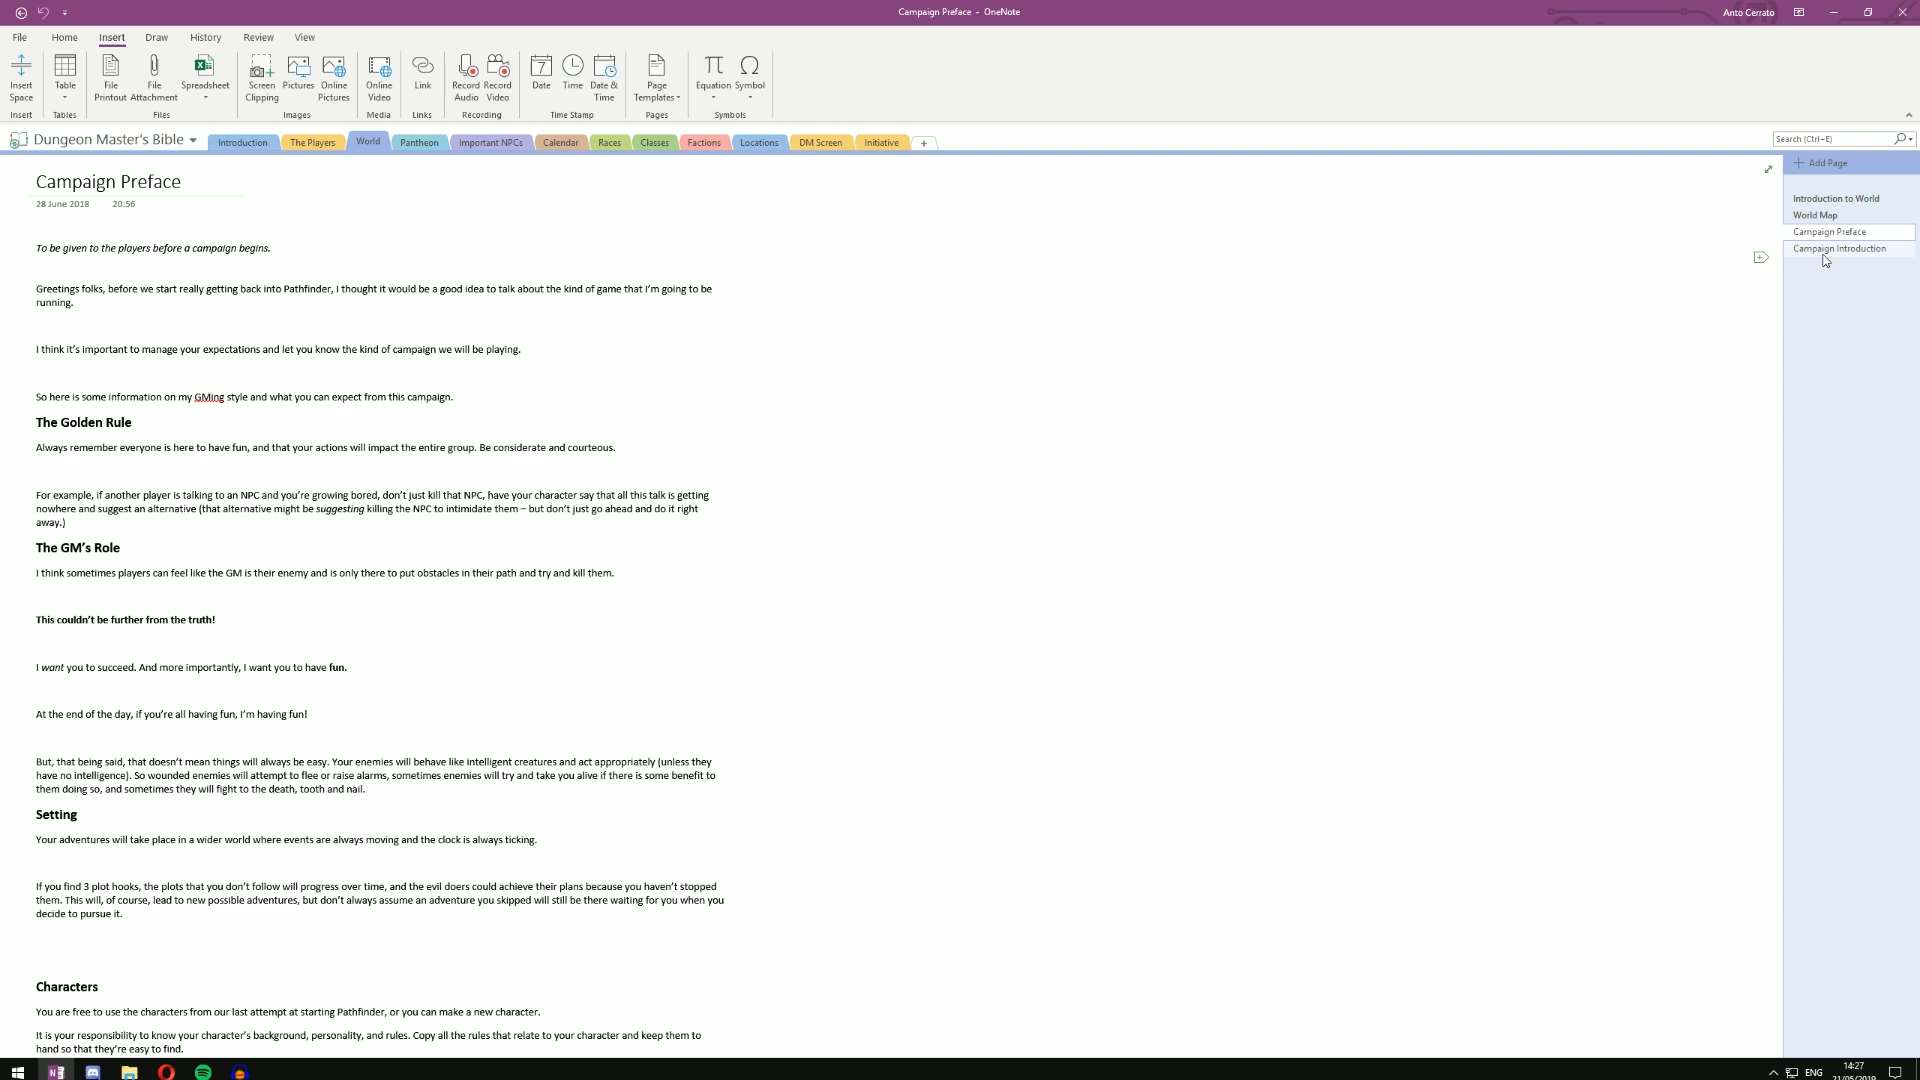 Campaign Preface - OneNote
Anto Cerrato
File Home Insert Draw History Review View
Insert Space
Table
File Printout
File Attachment
Spreadsheet
Screen Clipping
Pictures
Online Pictures
Online Video
Link
Record Audio
Record Video
Date
Time
Date & Time
Page Templates
Equation
Symbol
Insert Tables Files Images Media Links Recording Time Stamp Pages Symbols
Dungeon Master's Bible
Introduction The Players World Pantheon Important NPCs Calendar Races Classes Factions Locations DM Screen Initiative +
Search (Ctrl+E)
Add Page
Introduction to World
World Map
Campaign Preface
Campaign Introduction
Campaign Preface
28 June 2018 20:56
To be given to the players before a campaign begins.
Greetings folks, before we start really getting back into Pathfinder, I thought it would be a good idea to talk about the kind of game that I'm going to be
running.
I think it's important to manage your expectations and let you know the kind of campaign we will be playing.
So here is some information on my GMing style and what you can expect from this campaign.
The Golden Rule
Always remember everyone is here to have fun, and that your actions will impact the entire group. Be considerate and courteous.
For example, if another player is talking to an NPC and you're growing bored, don't just kill that NPC, have your character say that all this talk is getting
nowhere and suggest an alternative (that alternative might be suggesting killing the NPC to intimidate them – but don't just go ahead and do it right
away.)
The GM's Role
I think sometimes players can feel like the GM is their enemy and is only there to put obstacles in their path and try and kill them.
This couldn't be further from the truth!
I want you to succeed. And more importantly, I want you to have fun.
At the end of the day, if you're all having fun, I'm having fun!
But, that being said, that doesn't mean things will always be easy. Your enemies will behave like intelligent creatures and act appropriately (unless they
have no intelligence). So wounded enemies will attempt to flee or raise alarms, sometimes enemies will try and take you alive if there is some benefit to
them doing so, and sometimes they will fight to the death, tooth and nail.
Setting
Your adventures will take place in a wider world where events are always moving and the clock is always ticking.
If you find 3 plot hooks, the plots that you don't follow will progress over time, and the evil doers could achieve their plans because you haven't stopped
them. This will, of course, lead to new possible adventures, but don't always assume an adventure you skipped will still be there waiting for you when you
decide to pursue it.
Characters
You are free to use the characters from our last attempt at starting Pathfinder, or you can make a new character.
It is your responsibility to know your character's background, personality, and rules. Copy all the rules that relate to your character and keep them to
hand so that they're easy to find.
ENG
14:27
21/05/2019